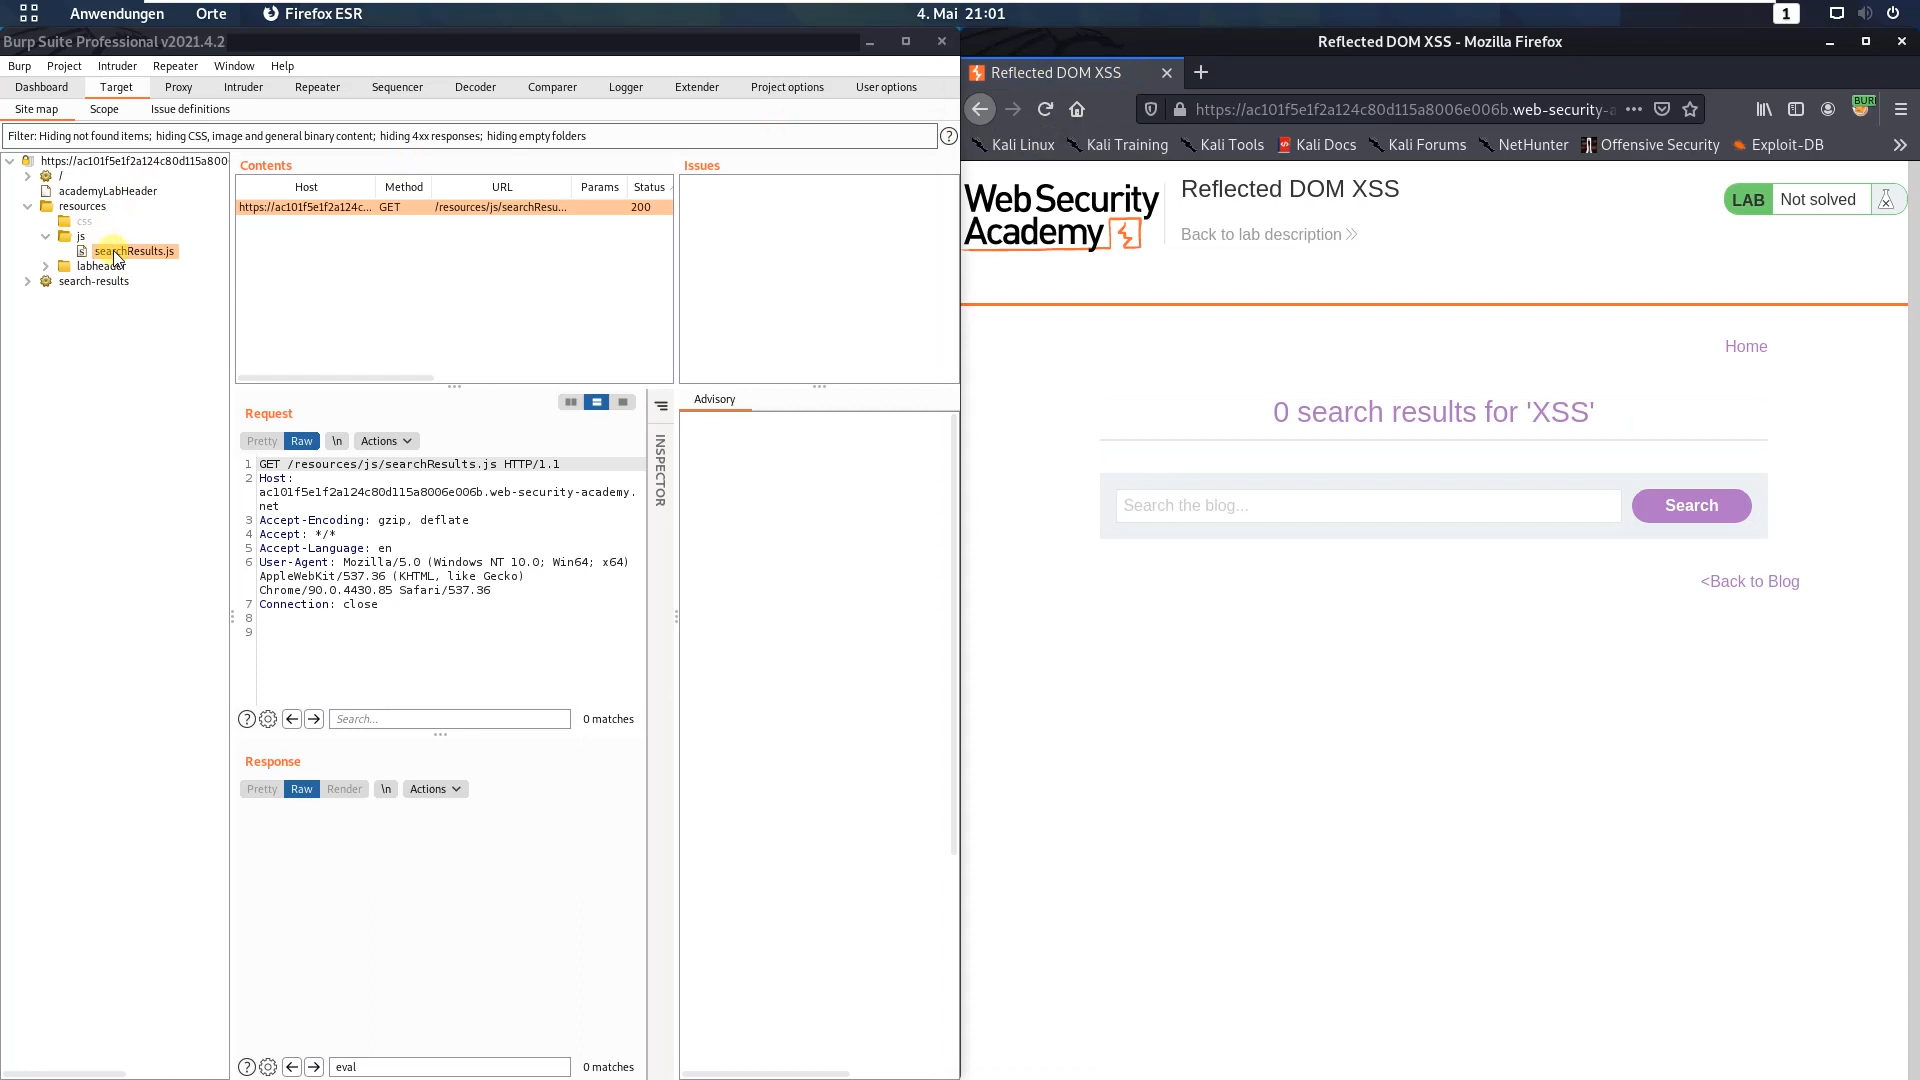 Anwendungen Orte Firefox ESR 4. Mai 21:01 1
Burp Suite Professional v2021.4.2
Burp Project Intruder Repeater Window Help
Dashboard Target Proxy Intruder Repeater Sequencer Decoder Comparer Logger Extender Project options User options
Site map Scope Issue definitions
Filter: Hiding not found items; hiding CSS, image and general binary content; hiding 4xx responses; hiding empty folders
https://ac101f5e1f2a124c80d115a800
/
academyLabHeader
resources
css
js
searchResults.js
labheader
search-results
Contents
Host Method URL Params Status
https://ac101f5e1f2a124c... GET /resources/js/searchResu... 200
Issues
Request
Pretty Raw \n Actions
1 GET /resources/js/searchResults.js HTTP/1.1
2 Host:
ac101f5e1f2a124c80d115a8006e006b.web-security-academy.
net
3 Accept-Encoding: gzip, deflate
4 Accept: */*
5 Accept-Language: en
6 User-Agent: Mozilla/5.0 (Windows NT 10.0; Win64; x64)
AppleWebKit/537.36 (KHTML, like Gecko)
Chrome/90.0.4430.85 Safari/537.36
7 Connection: close
8
9
Search... 0 matches
INSPECTOR
Advisory
Response
Pretty Raw Render \n Actions
eval 0 matches
Reflected DOM XSS - Mozilla Firefox
Reflected DOM XSS
https://ac101f5e1f2a124c80d115a8006e006b.web-security-a
BURI
Kali Linux Kali Training Kali Tools Kali Docs Kali Forums NetHunter Offensive Security Exploit-DB
Web Security
Academy
Reflected DOM XSS
Back to lab description
LAB Not solved
Home
0 search results for 'XSS'
Search the blog... Search
<Back to Blog